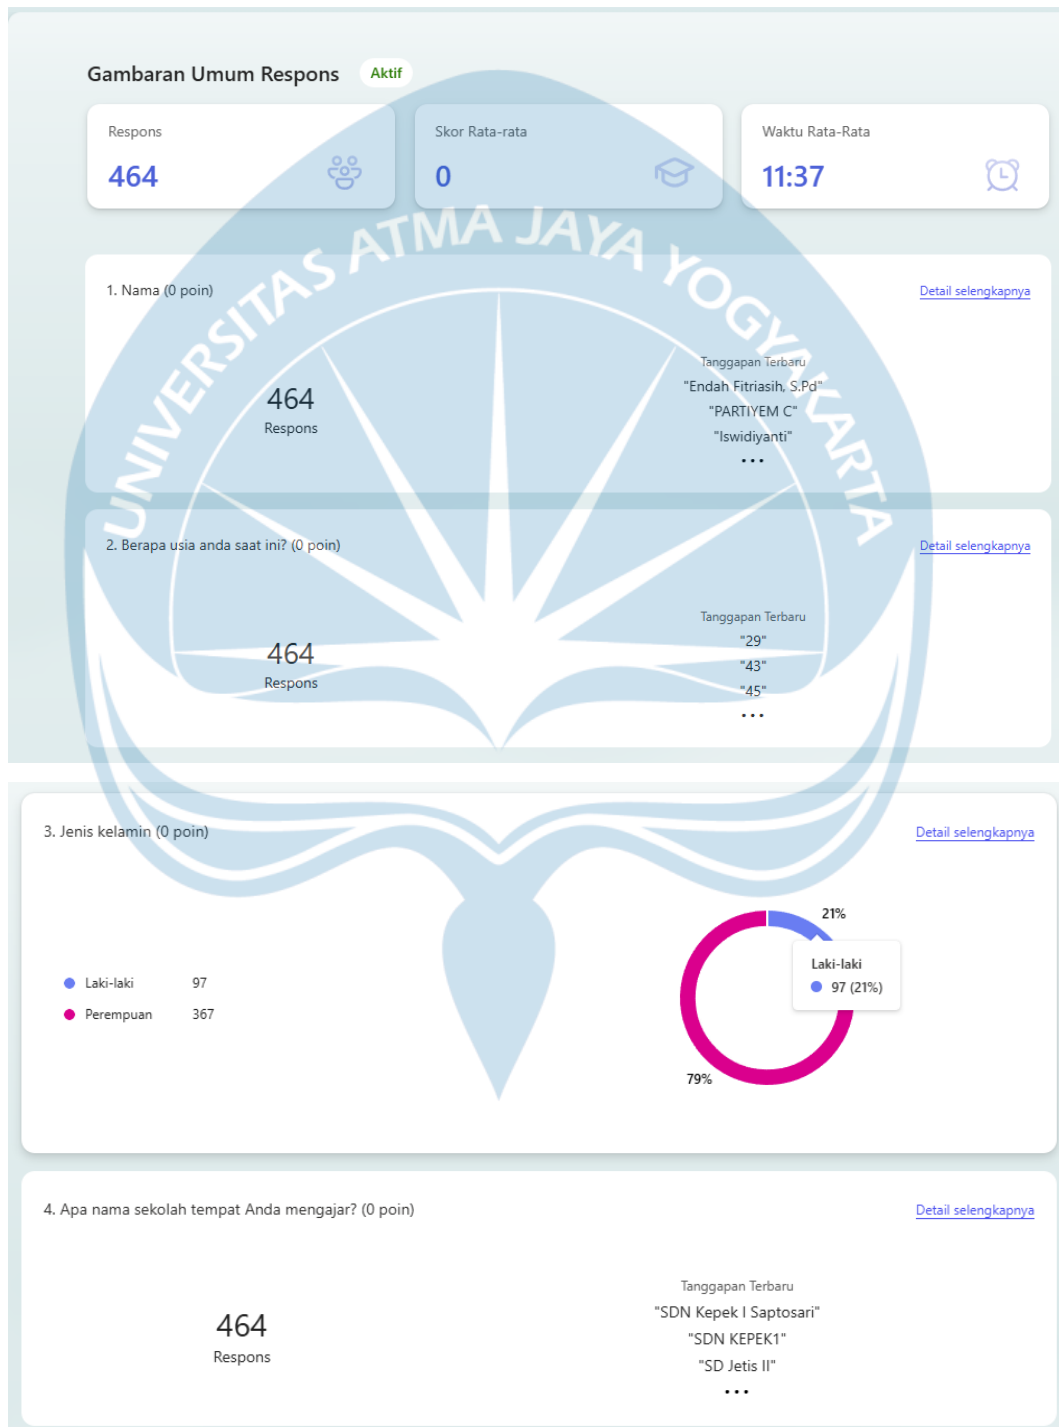 Gambaran Umum Respons Aktif
Respons Skor Rata-rata Waktu Rata-Rata
464 0 11:37
UNIVERSITAS ATMA JAYA YOGYAKARTA
1. Nama (0 poin) Detail selengkapnya
464
Respons
Tanggapan Terbaru
"Endah Fitriasih, S.Pd"
"PARTIYEM C"
"Iswidiyanti"
...
2. Berapa usia anda saat ini? (0 poin) Detail selengkapnya
464
Respons
Tanggapan Terbaru
"29"
"43"
"45"
...
3. Jenis kelamin (0 poin) Detail selengkapnya
Laki-laki 97
Perempuan 367
21%
Laki-laki
97 (21%)
79%
4. Apa nama sekolah tempat Anda mengajar? (0 poin) Detail selengkapnya
464
Respons
Tanggapan Terbaru
"SDN Kepek I Saptosari"
"SDN KEPEK1"
"SD Jetis II"
...